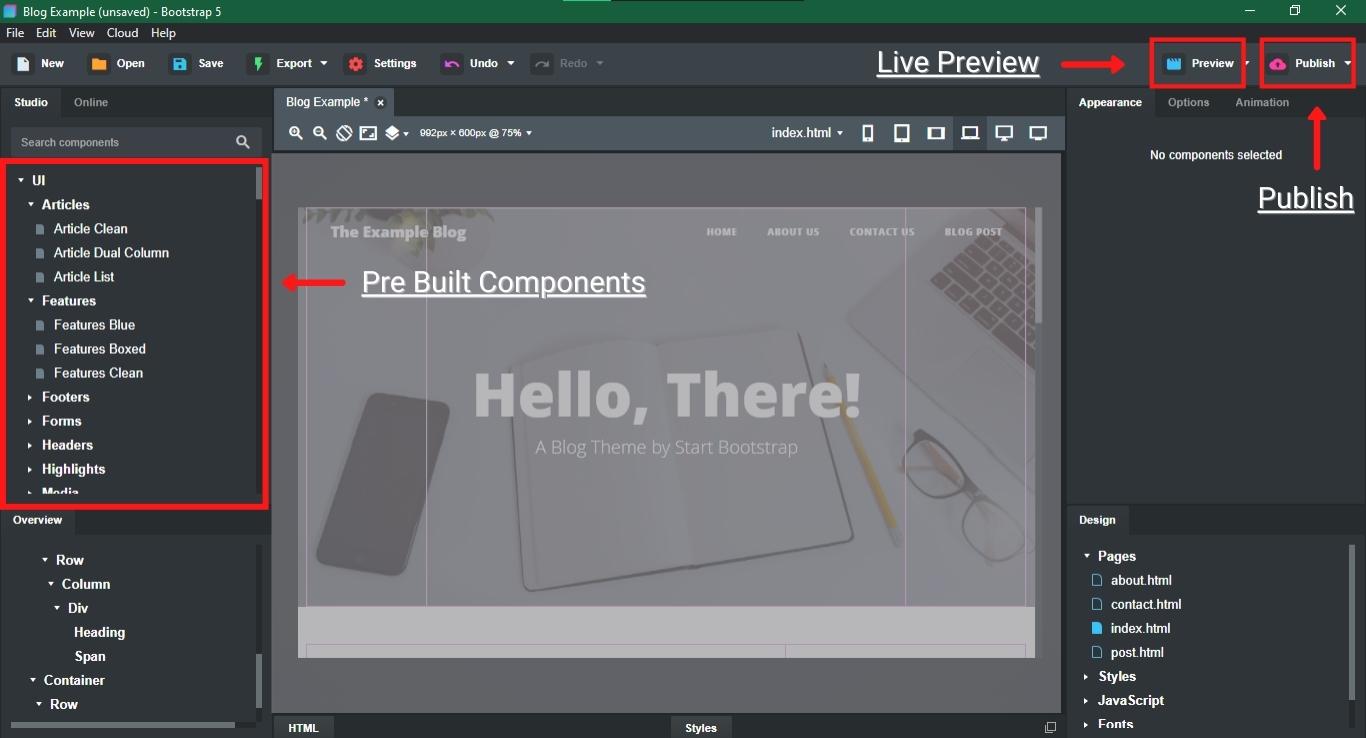 Blog Example (unsaved) - Bootstrap 5
File Edit View Cloud Help
New Open Save Export Settings Undo Redo
Live Preview
Preview Publish
Studio Online
Search components
UI
Articles
Article Clean
Article Dual Column
Article List
Features
Features Blue
Features Boxed
Features Clean
Footers
Forms
Headers
Highlights
Media
Overview
Row
Column
Div
Heading
Span
Container
Row
Blog Example *
992px × 600px @ 75%
index.html
The Example Blog
HOME ABOUT US CONTACT US BLOG POST
Pre Built Components
Hello, There!
A Blog Theme by Start Bootstrap
HTML
Styles
Appearance Options Animation
No components selected
Publish
Design
Pages
about.html
contact.html
index.html
post.html
Styles
JavaScript
Fonts